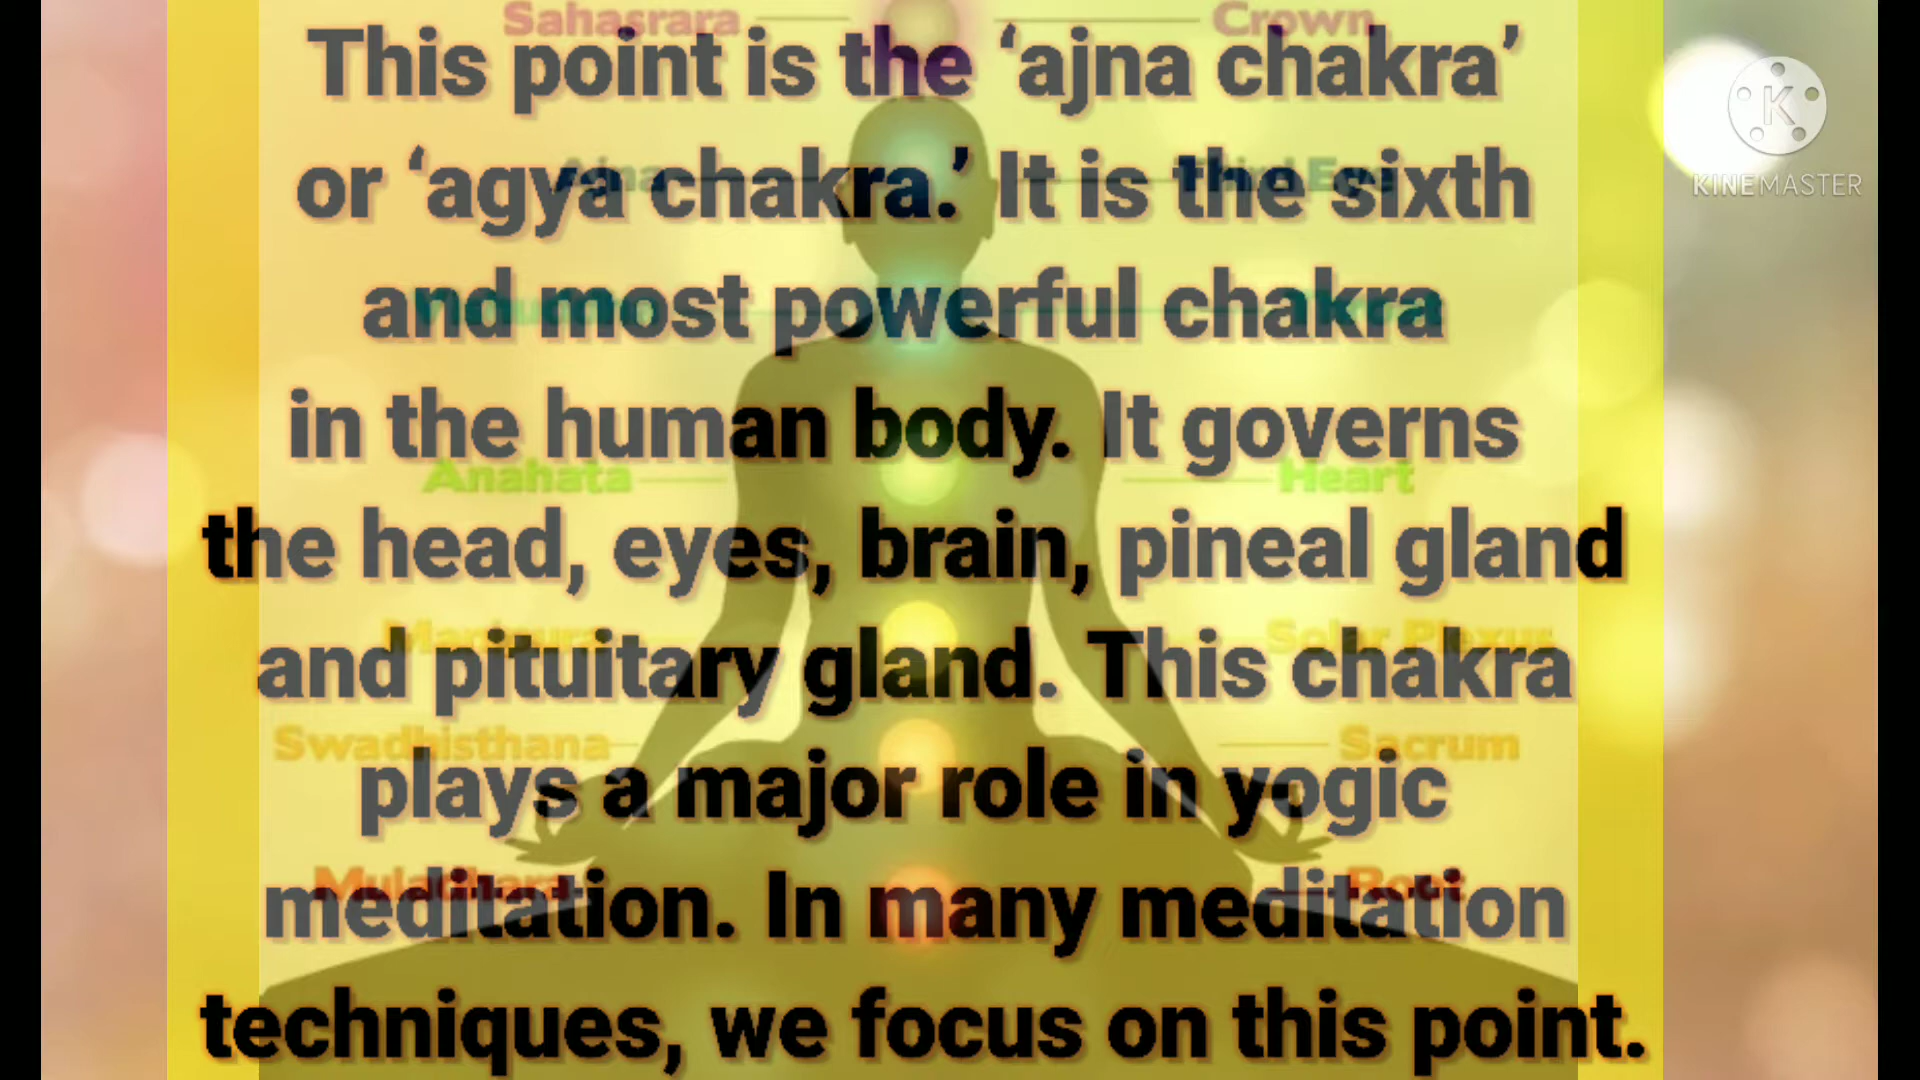 Sahasrara Crown
This point is the ‘ajna chakra’
or ‘agya chakra.’ It is the sixth
Ajna Third Eye
and most powerful chakra
in the human body. It governs
Anahata Heart
the head, eyes, brain, pineal gland
Manipura Solar Plexus
and pituitary gland. This chakra
Swadhisthana Sacrum
plays a major role in yogic
Muladhara Root
meditation. In many meditation
techniques, we focus on this point.
K
KINEMASTER